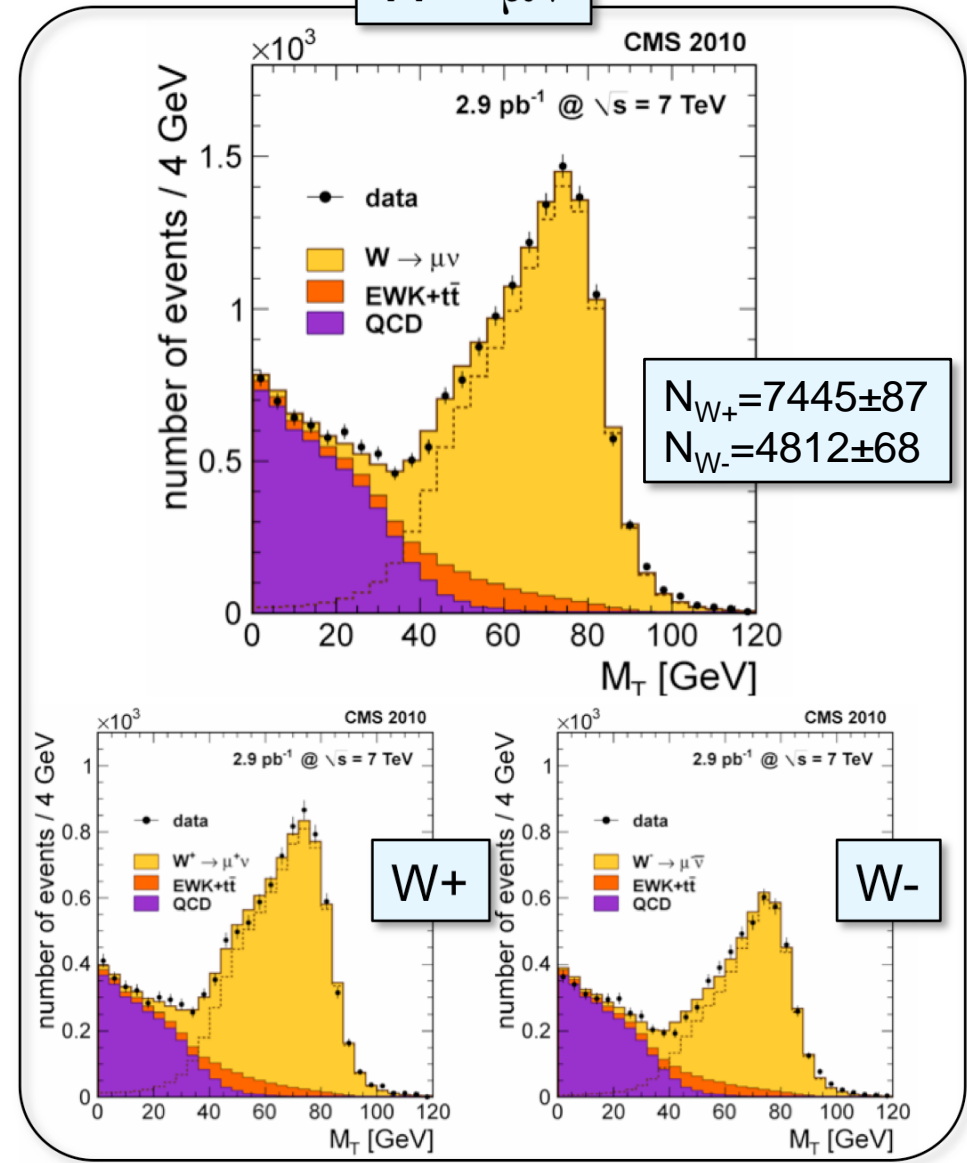 ×10³
CMS 2010
2.9 pb⁻¹ @ √s = 7 TeV
number of events / 4 GeV
1.5
1
0.5
0
data
W → μν
EWK+tt̄
QCD
N_W+=7445±87
N_W-=4812±68
0 20 40 60 80 100 120
M_T [GeV]
×10³
CMS 2010
2.9 pb⁻¹ @ √s = 7 TeV
number of events / 4 GeV
1
0.8
0.6
0.4
0.2
0
data
W⁺ → μ⁺ν
EWK+tt̄
QCD
W+
0 20 40 60 80 100 120
M_T [GeV]
×10³
CMS 2010
2.9 pb⁻¹ @ √s = 7 TeV
number of events / 4 GeV
1
0.8
0.6
0.4
0.2
0
data
W⁻ → μ⁻ν̄
EWK+tt̄
QCD
W-
0 20 40 60 80 100 120
M_T [GeV]